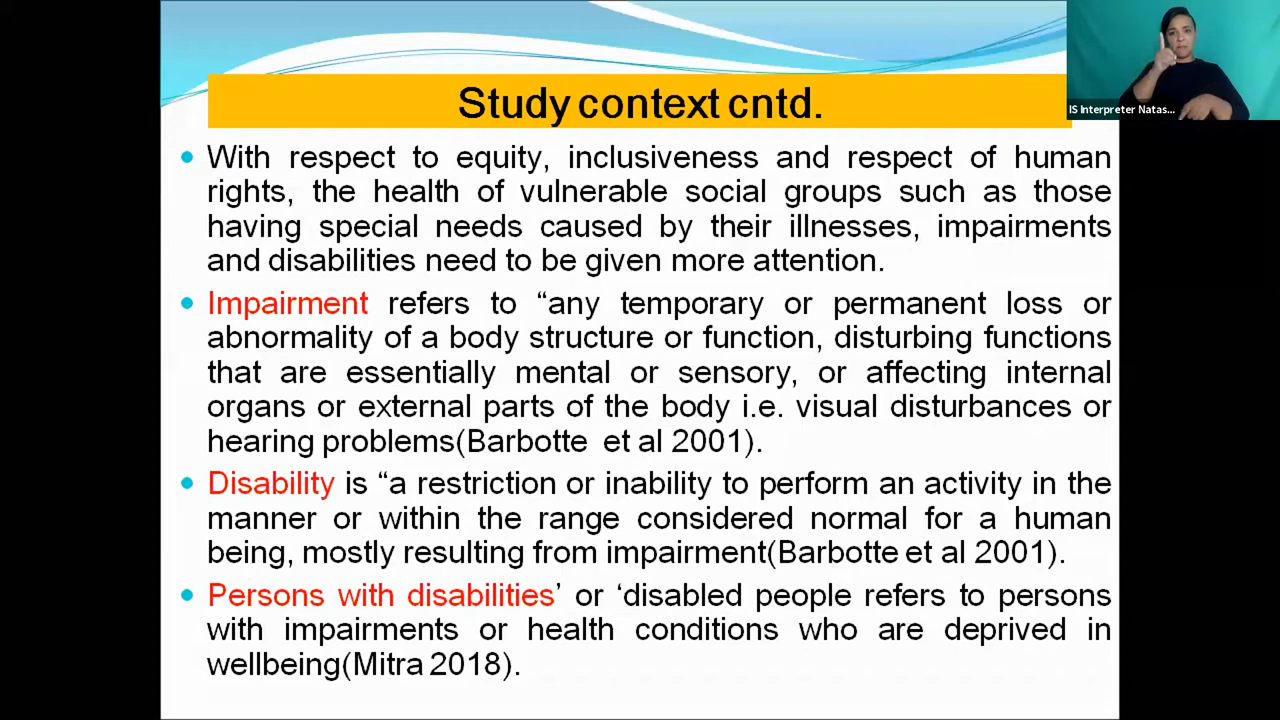 IS Interpreter Natas...
Study context cntd.
• With respect to equity, inclusiveness and respect of human
rights, the health of vulnerable social groups such as those
having special needs caused by their illnesses, impairments
and disabilities need to be given more attention.
• Impairment refers to “any temporary or permanent loss or
abnormality of a body structure or function, disturbing functions
that are essentially mental or sensory, or affecting internal
organs or external parts of the body i.e. visual disturbances or
hearing problems(Barbotte et al 2001).
• Disability is “a restriction or inability to perform an activity in the
manner or within the range considered normal for a human
being, mostly resulting from impairment(Barbotte et al 2001).
• Persons with disabilities’ or ‘disabled people refers to persons
with impairments or health conditions who are deprived in
wellbeing(Mitra 2018).